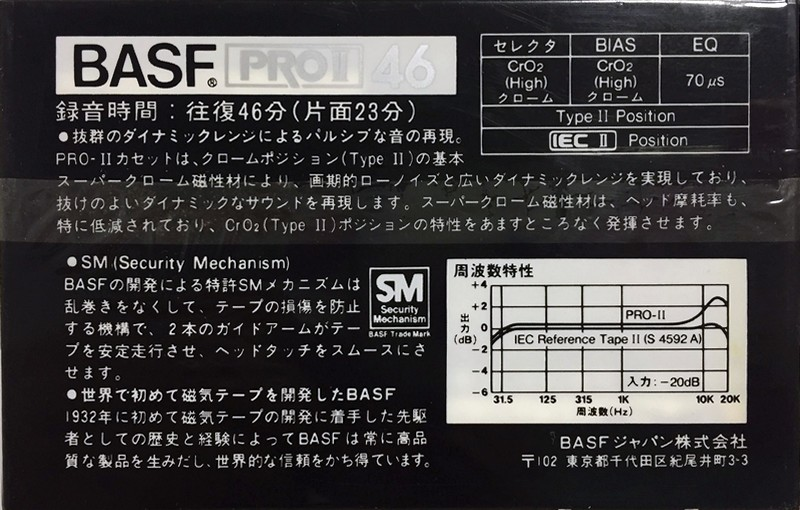 BASF® PRO II 46
録音時間：往復46分(片面23分)
●抜群のダイナミックレンジによるパルシブな音の再現。
PRO-IIカセットは、クロームポジション(Type II)の基本
スーパークローム磁性材により、画期的ローノイズと広いダイナミックレンジを実現しており、
抜けのよいダイナミックなサウンドを再現します。スーパークローム磁性材は、ヘッド摩耗率も、
特に低減されており、CrO2(Type II)ポジションの特性をあますところなく発揮させます。
セレクタ BIAS EQ
CrO2 (High) クローム CrO2 (High) クローム 70μs
Type II Position
IEC II Position
●SM(Security Mechanism)
BASFの開発による特許SMメカニズムは
乱巻きをなくして、テープの損傷を防止
する機構で、2本のガイドアームがテー
プを安定走行させ、ヘッドタッチをスムースにさ
せます。
SM
Security
Mechanism
BASF Trade Mark
●世界で初めて磁気テープを開発したBASF
1932年に初めて磁気テープの開発に着手した先駆
者としての歴史と経験によってBASFは常に高品
質な製品を生みだし、世界的な信頼をかち得ています。
周波数特性
出力(dB)
+4
+2
0
−2
−4
−6
PRO-II
IEC Reference Tape II (S 4592 A)
入力：−20dB
31.5 125 315 1K 10K 20K
周波数(Hz)
BASFジャパン株式会社
〒102 東京都千代田区紀尾井町3-3